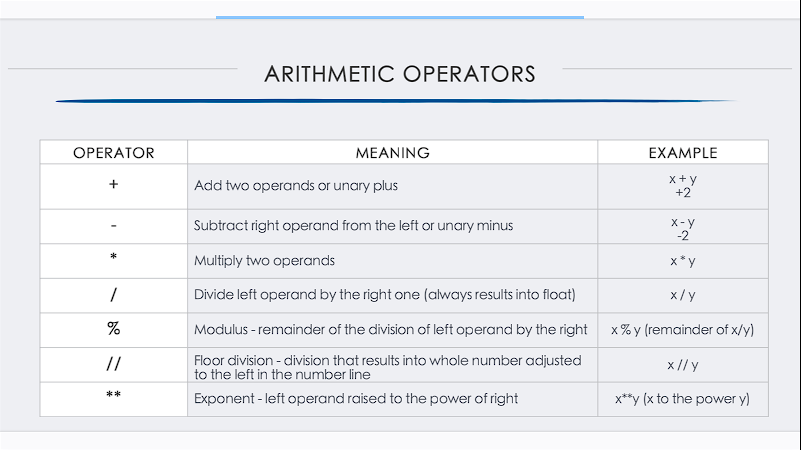 ARITHMETIC OPERATORS
OPERATOR MEANING EXAMPLE
+ Add two operands or unary plus x + y
+2
- Subtract right operand from the left or unary minus x - y
-2
* Multiply two operands x * y
/ Divide left operand by the right one (always results into float) x / y
% Modulus - remainder of the division of left operand by the right x % y (remainder of x/y)
// Floor division - division that results into whole number adjusted
to the left in the number line x // y
** Exponent - left operand raised to the power of right x**y (x to the power y)